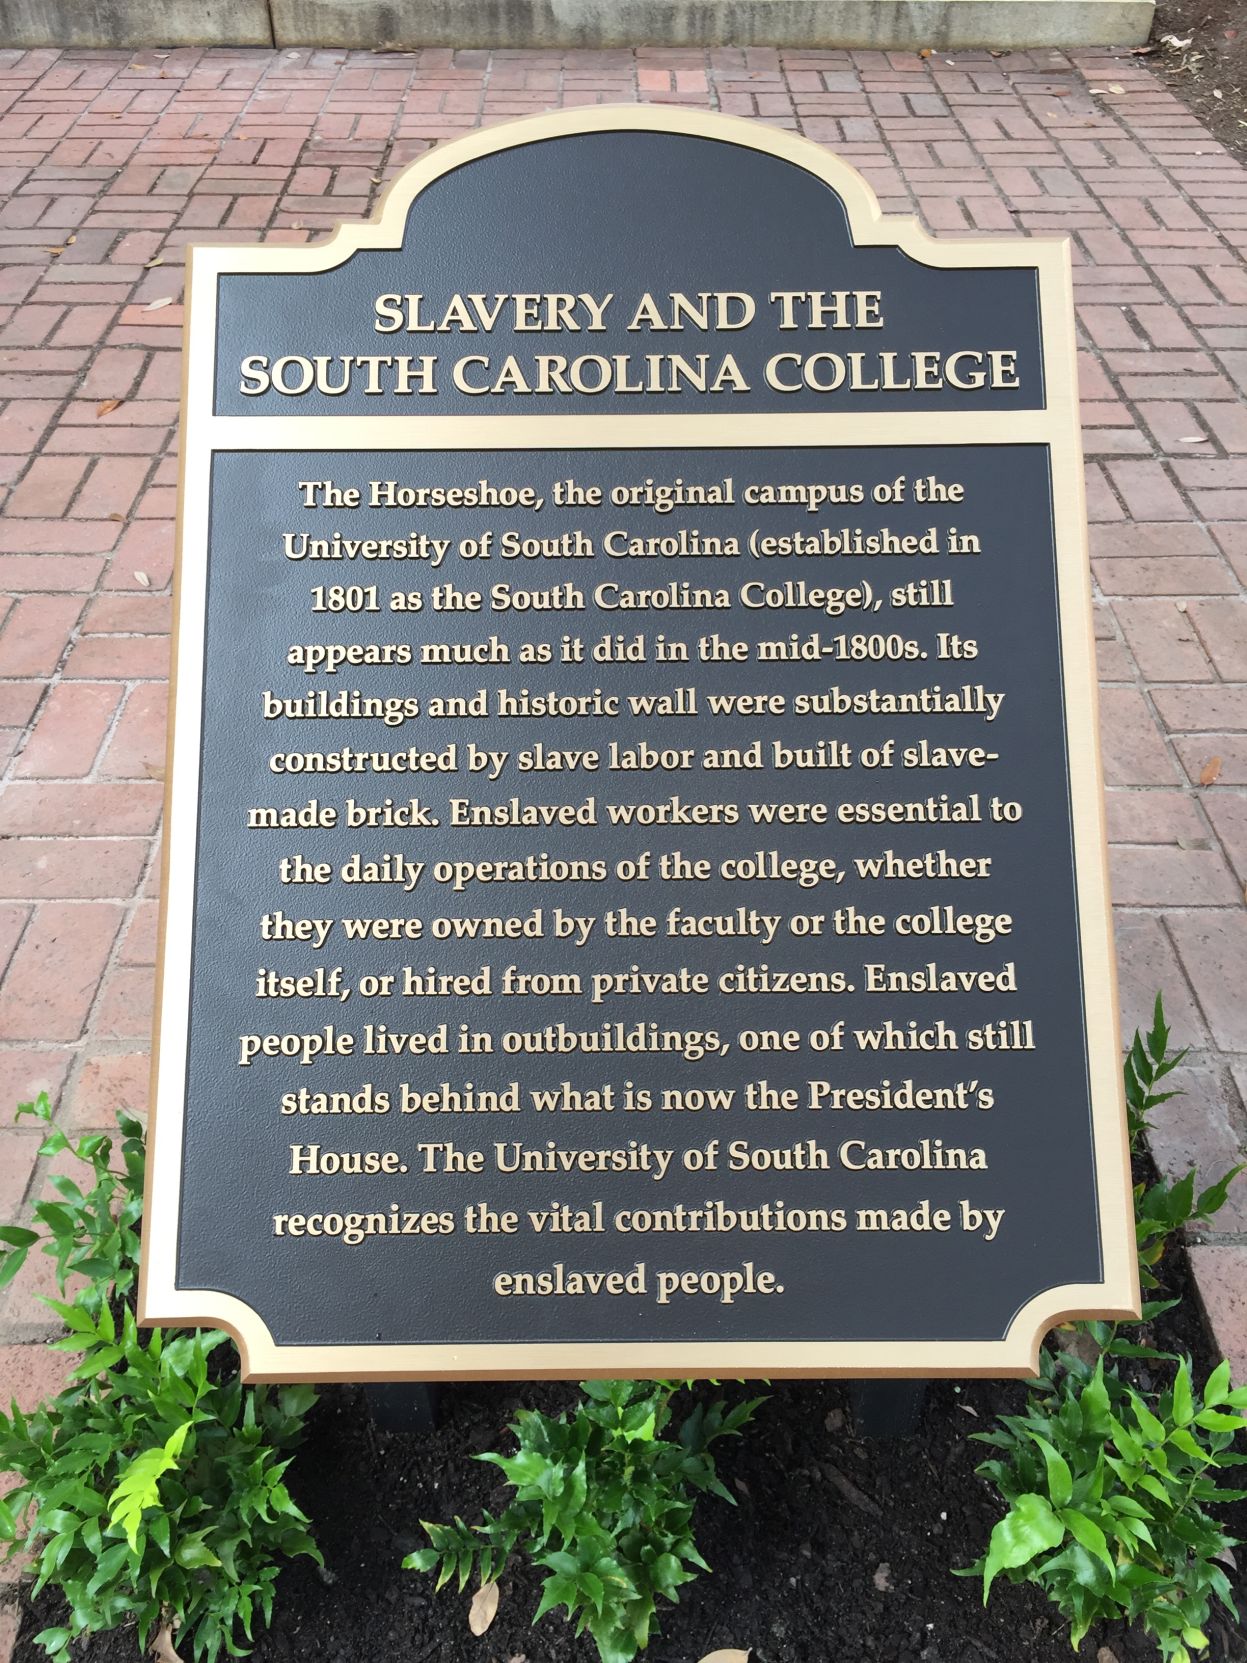 SLAVERY AND THE
SOUTH CAROLINA COLLEGE
The Horseshoe, the original campus of the
University of South Carolina (established in
1801 as the South Carolina College), still
appears much as it did in the mid-1800s. Its
buildings and historic wall were substantially
constructed by slave labor and built of slave-
made brick. Enslaved workers were essential to
the daily operations of the college, whether
they were owned by the faculty or the college
itself, or hired from private citizens. Enslaved
people lived in outbuildings, one of which still
stands behind what is now the President's
House. The University of South Carolina
recognizes the vital contributions made by
enslaved people.